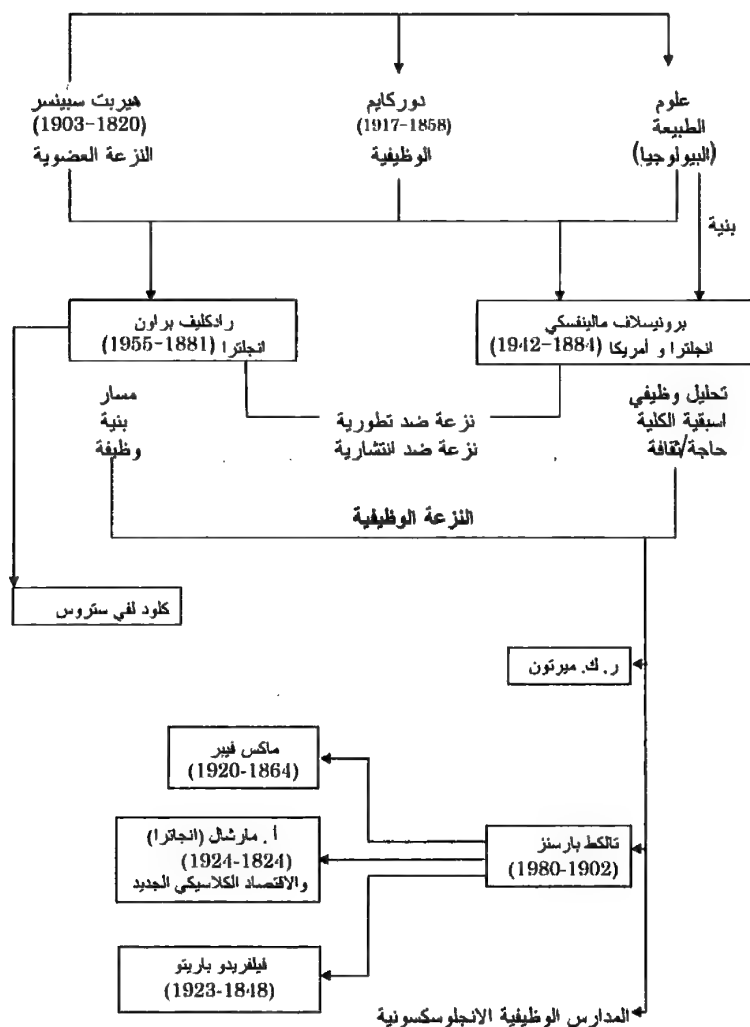 علوم
الطبيعة
(البيولوجيا)
دوركايم
(1858-1917)
الوظيفية
هيربت سبينسر
(1820-1903)
النزعة العضوية
بنية
برونيسلاف مالينفسكي
انجلترا و أمريكا (1884-1942)
رادكليف براون
انجلترا (1881-1955)
تحليل وظيفي
اسبقية الكلية
حاجة/ثقافة
نزعة ضد تطورية
نزعة ضد انتشارية
مسار
بنية
وظيفة
النزعة الوظيفية
كلود لفي ستروس
ر. ك. ميرتون
ماكس فيبر
(1864-1920)
أ. مارشال (انجلترا)
(1824-1924)
والاقتصاد الكلاسيكي الجديد
تالكط بارسنز
(1902-1980)
فيلفريدو باريتو
(1848-1923)
المدارس الوظيفية الانجلوسكسونية